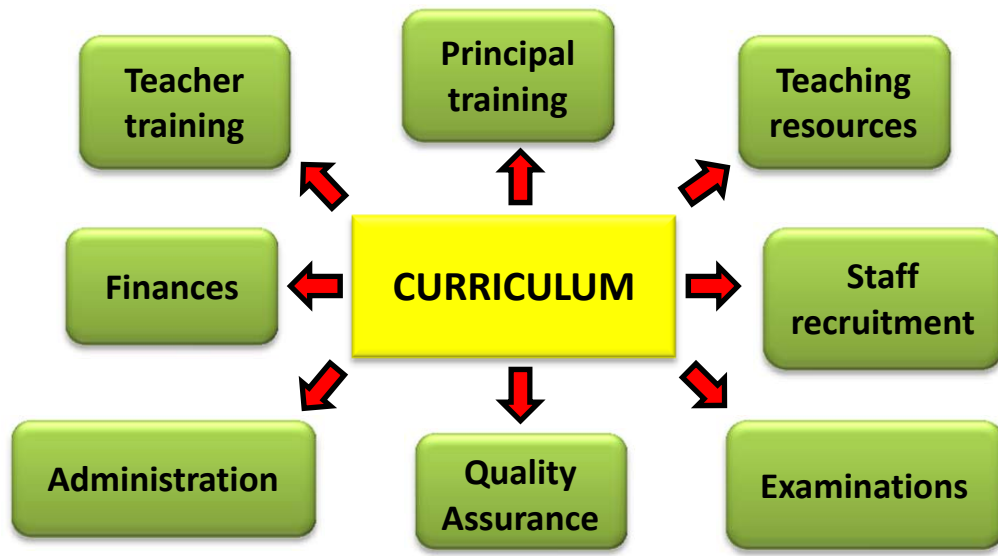 Teacher
training
Principal
training
Teaching
resources
Finances
CURRICULUM
Staff
recruitment
Administration
Quality
Assurance
Examinations